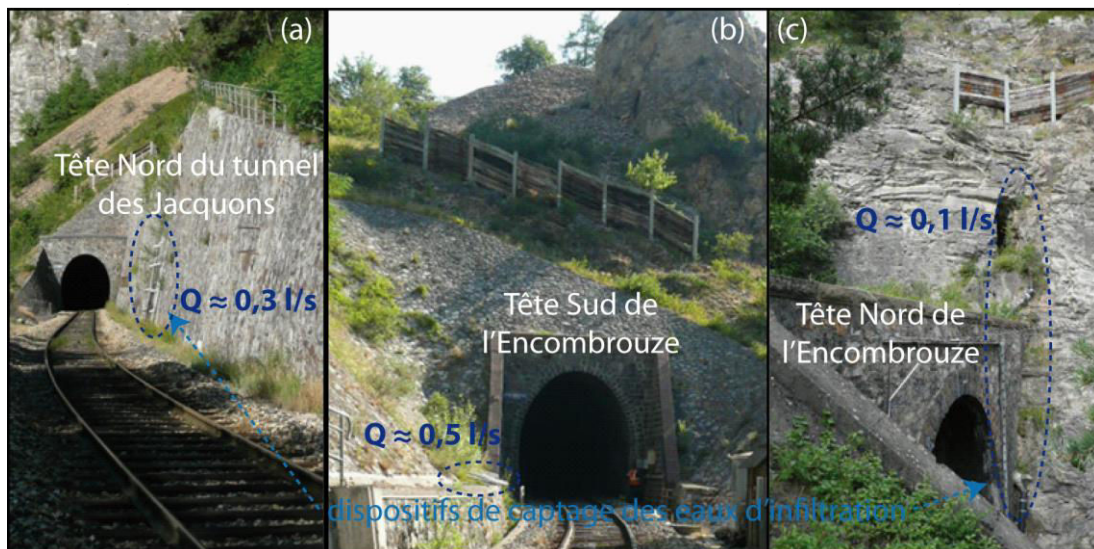 (a)
Tête Nord du tunnel
des Jacquons
Q ≈ 0,3 l/s
(b)
Tête Sud de
l'Encombrouze
Q ≈ 0,5 l/s
(c)
Q ≈ 0,1 l/s
Tête Nord de
l'Encombrouze
dispositifs de captage des eaux d'infiltration